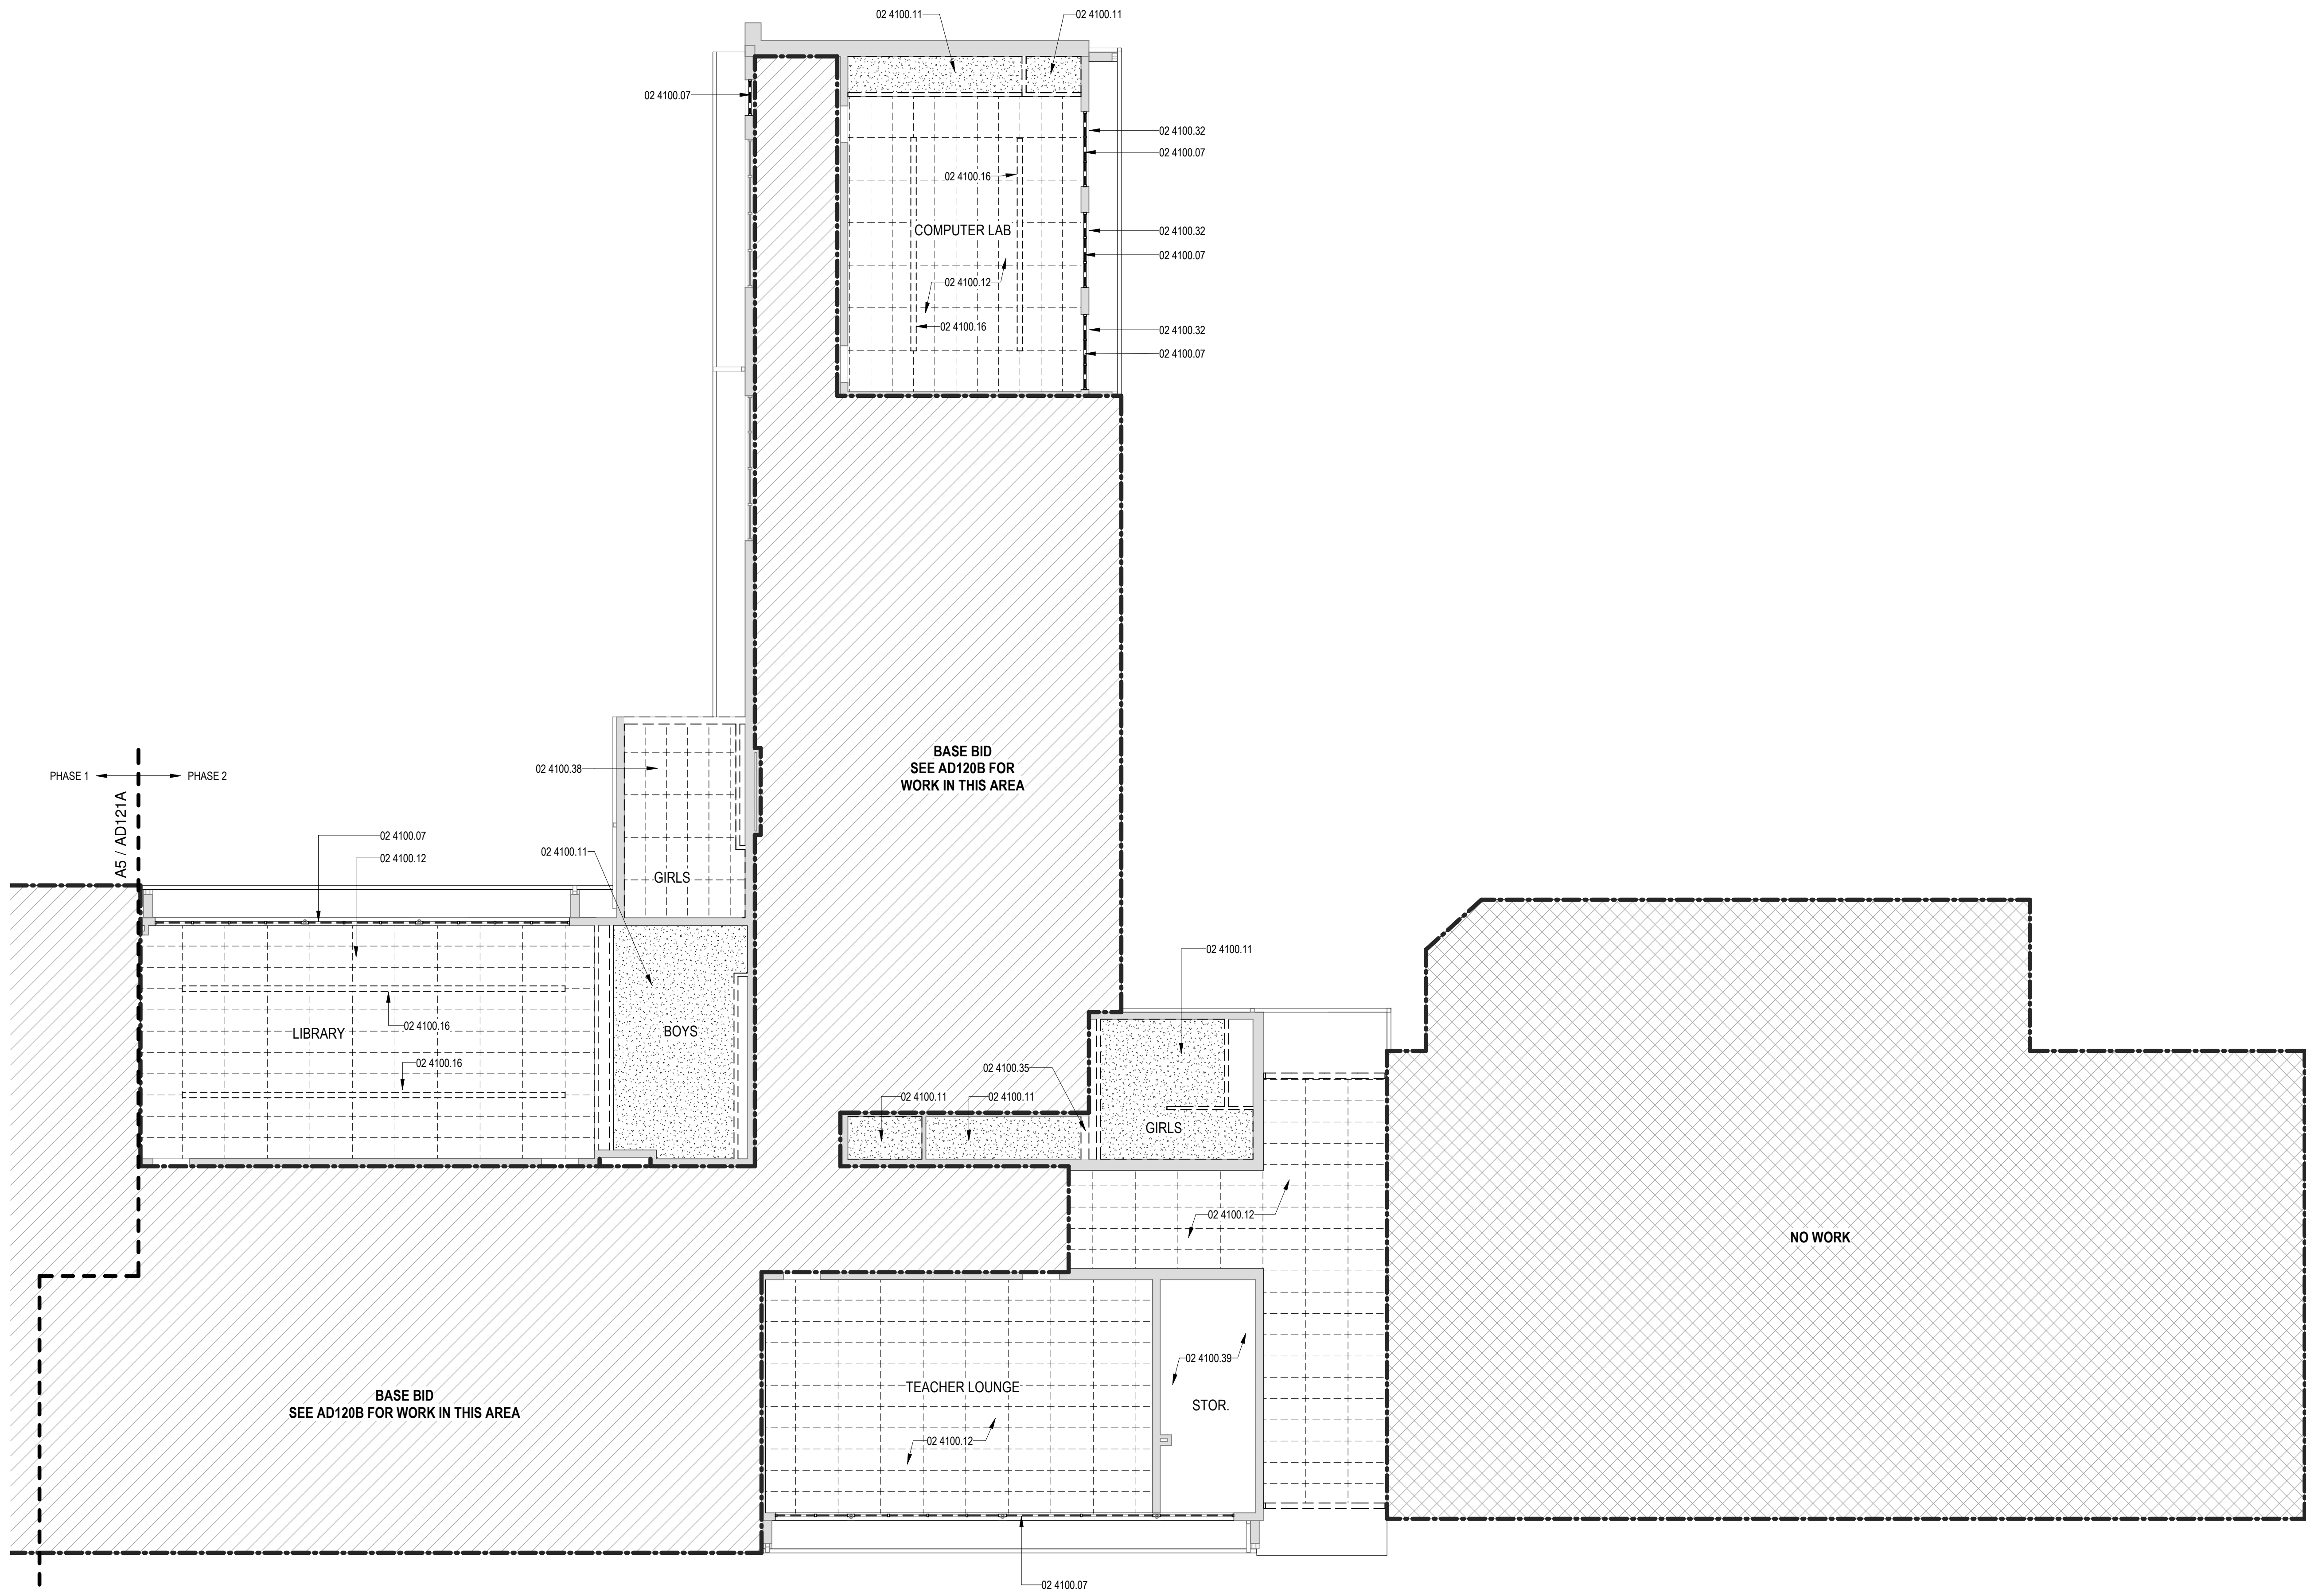 02 4100.11
02 4100.11
02 4100.07
02 4100.32
02 4100.07
02 4100.16
COMPUTER LAB
02 4100.32
02 4100.07
02 4100.12
02 4100.16
02 4100.32
02 4100.07
BASE BID
SEE AD120B FOR
WORK IN THIS AREA
02 4100.38
PHASE 1
PHASE 2
A5 / AD121A
02 4100.07
02 4100.12
02 4100.11
GIRLS
02 4100.11
02 4100.16
LIBRARY
BOYS
02 4100.16
02 4100.35
02 4100.11
02 4100.11
GIRLS
02 4100.12
NO WORK
02 4100.39
TEACHER LOUNGE
STOR.
BASE BID
SEE AD120B FOR WORK IN THIS AREA
02 4100.12
02 4100.07